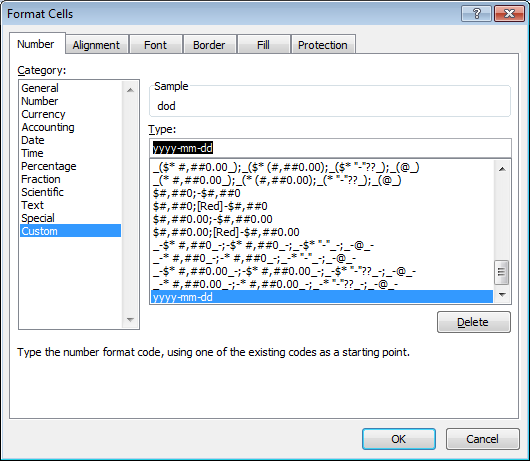 Format Cells
Number Alignment Font Border Fill Protection
Category:
General
Number
Currency
Accounting
Date
Time
Percentage
Fraction
Scientific
Text
Special
Custom
Sample
dod
Type:
yyyy-mm-dd
_($* #,##0.00_);_($* (#,##0.00);_($* "-"??_);_(@_)
_(* #,##0.00_);_(* (#,##0.00);_(* "-"??_);_(@_)
$#,##0;-$#,##0
$#,##0;[Red]-$#,##0
$#,##0.00;-$#,##0.00
$#,##0.00;[Red]-$#,##0.00
_-$* #,##0_-;-$* #,##0_-;_-$* "-"_-;_-@_-
_-* #,##0_-;-* #,##0_-;_-* "-"_-;_-@_-
_-$* #,##0.00_-;-$* #,##0.00_-;_-$* "-"??_-;_-@_-
_-* #,##0.00_-;-* #,##0.00_-;_-* "-"??_-;_-@_-
yyyy-mm-dd
Delete
Type the number format code, using one of the existing codes as a starting point.
OK Cancel